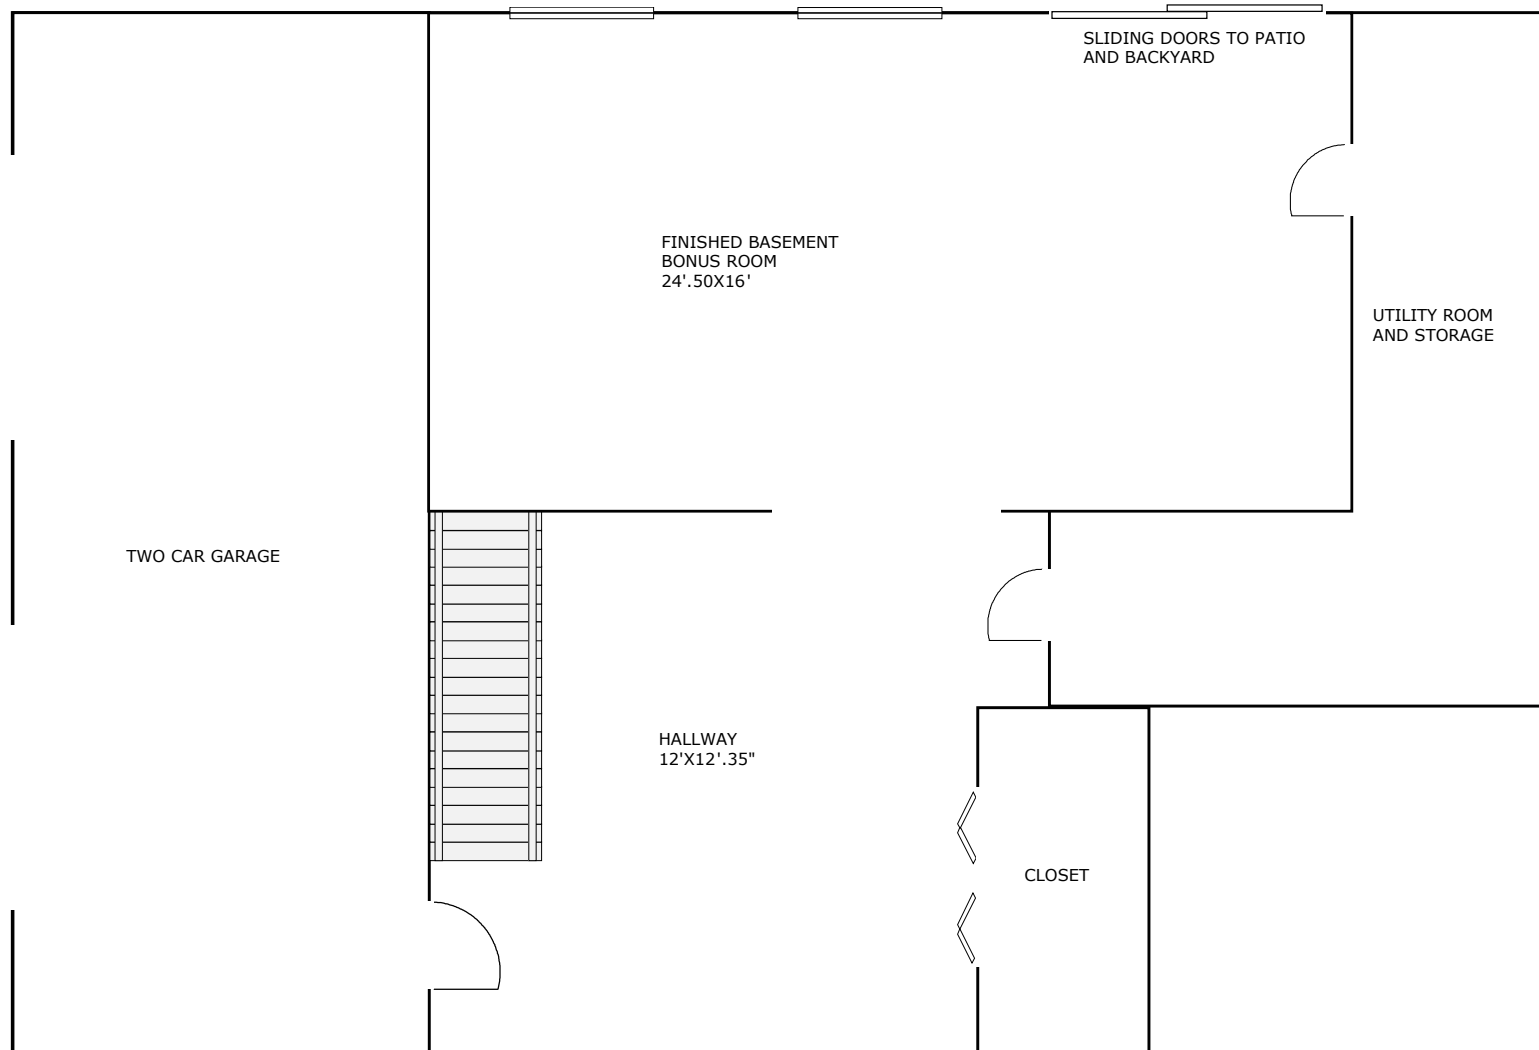 SLIDING DOORS TO PATIO
AND BACKYARD
FINISHED BASEMENT
BONUS ROOM
24'.50X16'
UTILITY ROOM
AND STORAGE
TWO CAR GARAGE
HALLWAY
12'X12'.35"
CLOSET